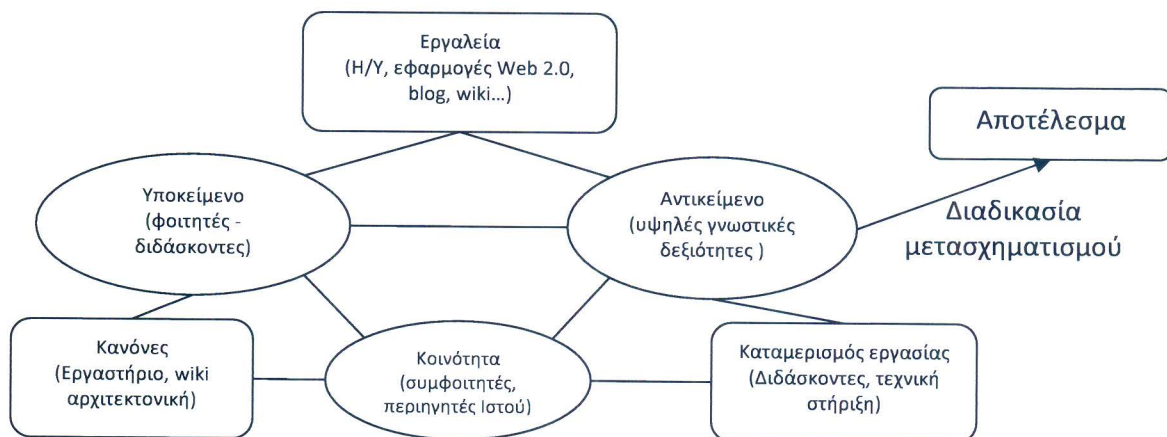 Εργαλεία
(Η/Υ, εφαρμογές Web 2.0,
blog, wiki...)
Αποτέλεσμα
Υποκείμενο
(φοιτητές -
διδάσκοντες)
Αντικείμενο
(υψηλές γνωστικές
δεξιότητες )
Διαδικασία
μετασχηματισμού
Κανόνες
(Εργαστήριο, wiki
αρχιτεκτονική)
Κοινότητα
(συμφοιτητές,
περιηγητές Ιστού)
Καταμερισμός εργασίας
(Διδάσκοντες, τεχνική
στήριξη)